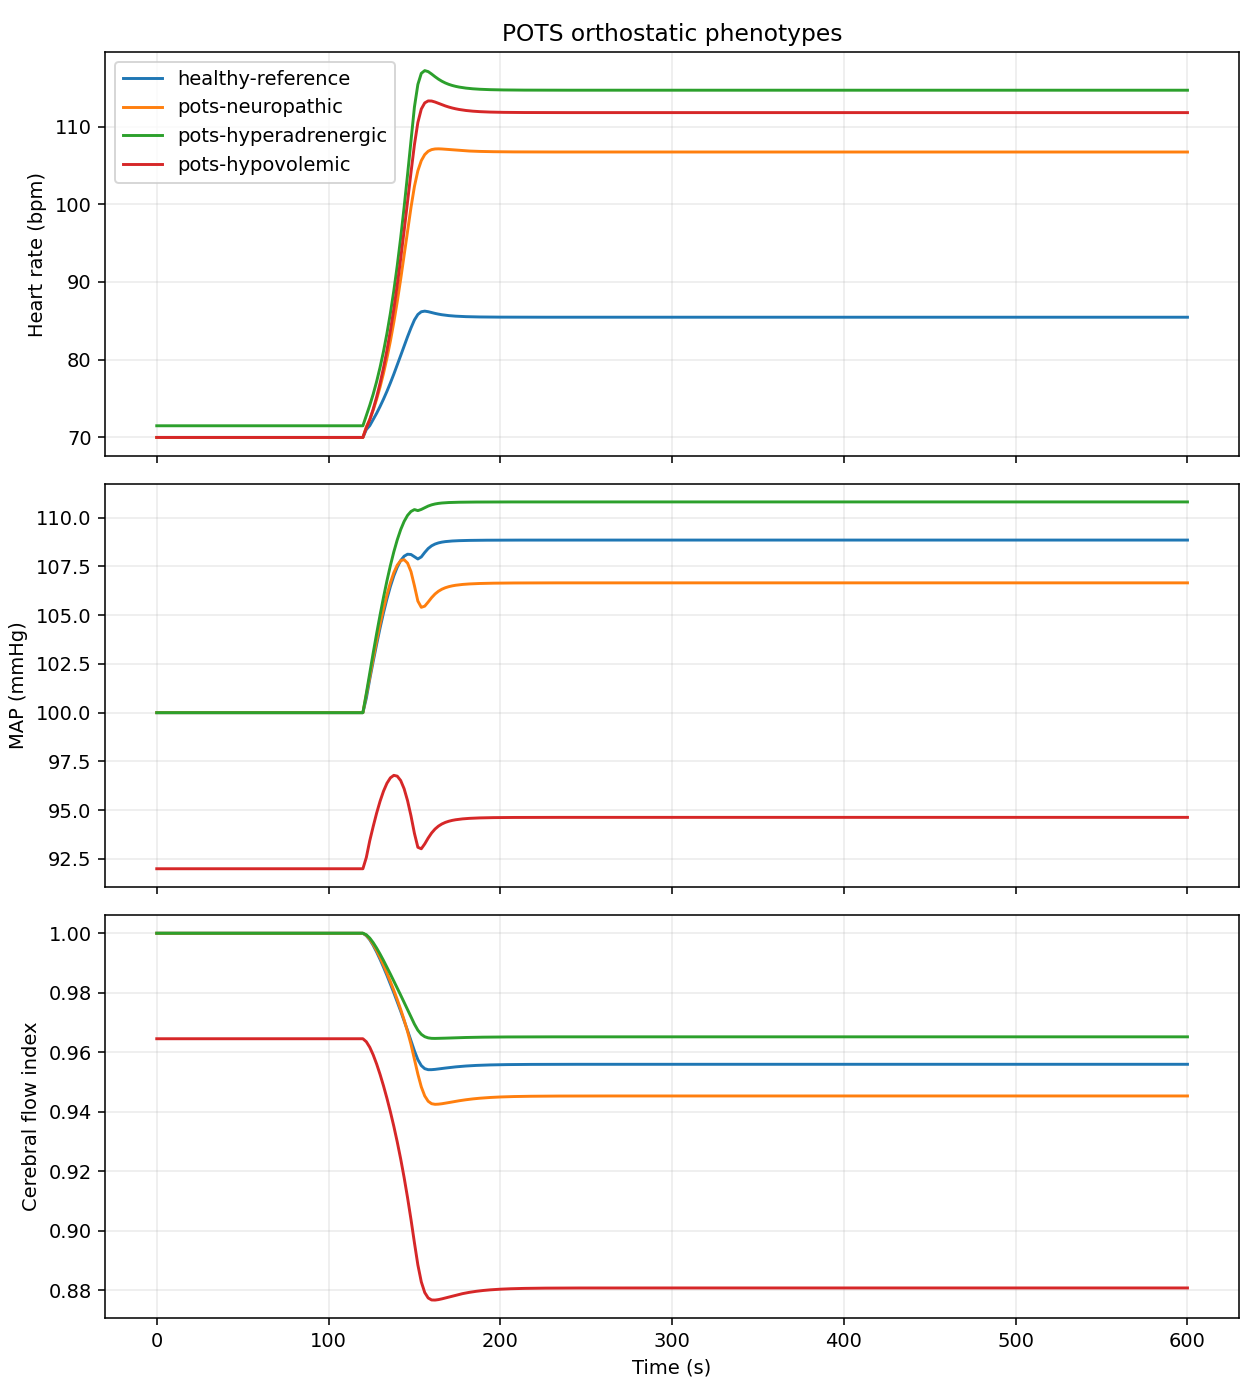 POTS orthostatic phenotypes
healthy-reference
pots-neuropathic
pots-hyperadrenergic
pots-hypovolemic
110
100
90
80
70
Heart rate (bpm)
110.0
107.5
105.0
102.5
100.0
97.5
95.0
92.5
MAP (mmHg)
1.00
0.98
0.96
0.94
0.92
0.90
0.88
Cerebral flow index
0 100 200 300 400 500 600
Time (s)